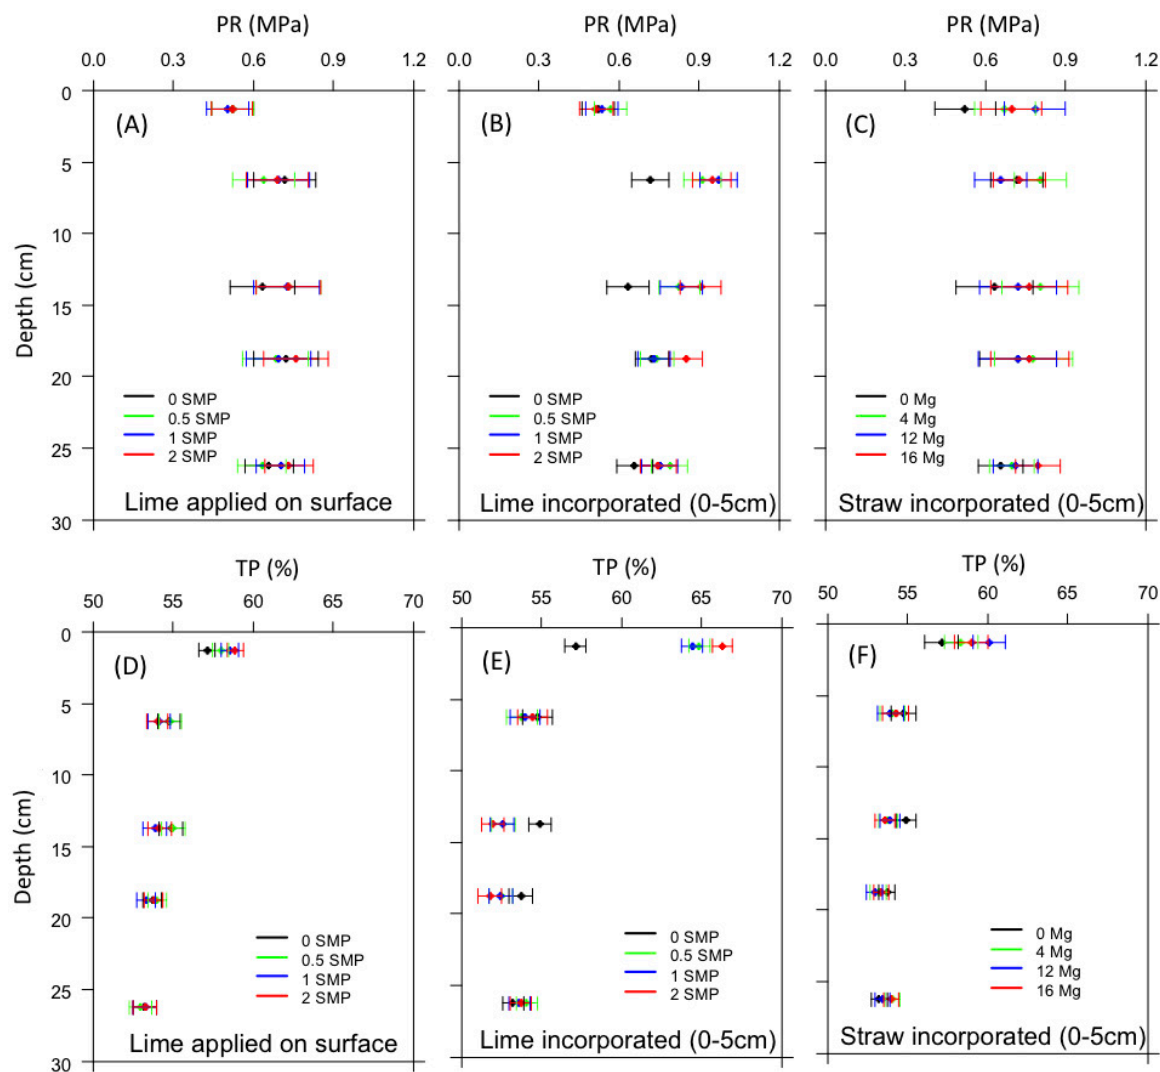 PR (MPa) PR (MPa) PR (MPa)
0.0 0.3 0.6 0.9 1.2 0.0 0.3 0.6 0.9 1.2 0.0 0.3 0.6 0.9 1.2
0
(A) (B) (C)
5
10
15
20
25
30
Depth (cm)
0 SMP
0.5 SMP
1 SMP
2 SMP
Lime applied on surface
0 SMP
0.5 SMP
1 SMP
2 SMP
Lime incorporated (0-5cm)
0 Mg
4 Mg
12 Mg
16 Mg
Straw incorporated (0-5cm)
TP (%) TP (%) TP (%)
50 55 60 65 70 50 55 60 65 70 50 55 60 65 70
0
(D) (E) (F)
5
10
15
20
25
30
Depth (cm)
0 SMP
0.5 SMP
1 SMP
2 SMP
Lime applied on surface
0 SMP
0.5 SMP
1 SMP
2 SMP
Lime incorporated (0-5cm)
0 Mg
4 Mg
12 Mg
16 Mg
Straw incorporated (0-5cm)